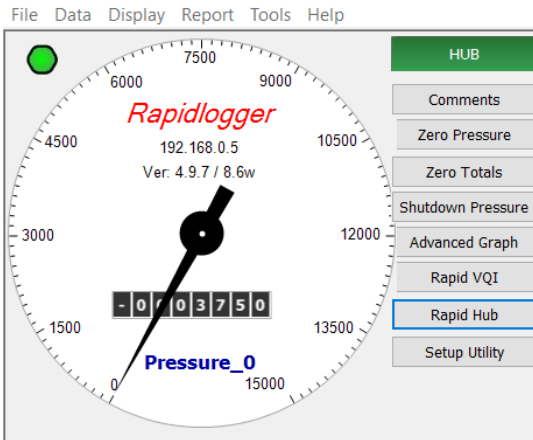 File Data Display Report Tools Help
HUB
7500
6000
9000
Rapidlogger
4500
10500
192.168.0.5
Ver: 4.9.7 / 8.6w
3000
12000
-0003750
1500
13500
Pressure_0
0
15000
Comments
Zero Pressure
Zero Totals
Shutdown Pressure
Advanced Graph
Rapid VQI
Rapid Hub
Setup Utility